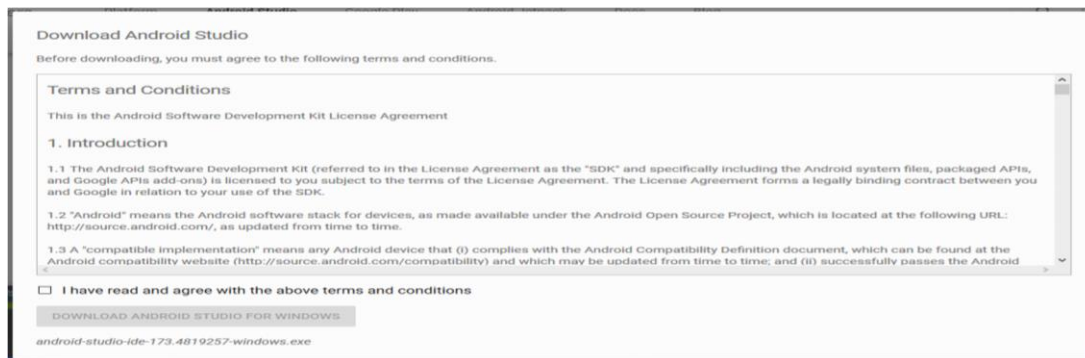 Platform Android Studio Google Play Android Jetpack Docs Blog
Download Android Studio
Before downloading, you must agree to the following terms and conditions.
Terms and Conditions
This is the Android Software Development Kit License Agreement
1. Introduction
1.1 The Android Software Development Kit (referred to in the License Agreement as the "SDK" and specifically including the Android system files, packaged APIs,
and Google APIs add-ons) is licensed to you subject to the terms of the License Agreement. The License Agreement forms a legally binding contract between you
and Google in relation to your use of the SDK.
1.2 "Android" means the Android software stack for devices, as made available under the Android Open Source Project, which is located at the following URL:
http://source.android.com/, as updated from time to time.
1.3 A "compatible implementation" means any Android device that (i) complies with the Android Compatibility Definition document, which can be found at the
Android compatibility website (http://source.android.com/compatibility) and which may be updated from time to time; and (ii) successfully passes the Android
I have read and agree with the above terms and conditions
DOWNLOAD ANDROID STUDIO FOR WINDOWS
android-studio-ide-173.4819257-windows.exe